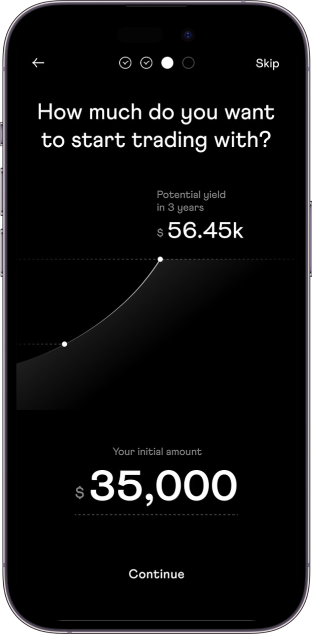 Skip
How much do you want
to start trading with?
Potential yield
in 3 years
$ 56.45k
Your initial amount
$ 35,000
Continue